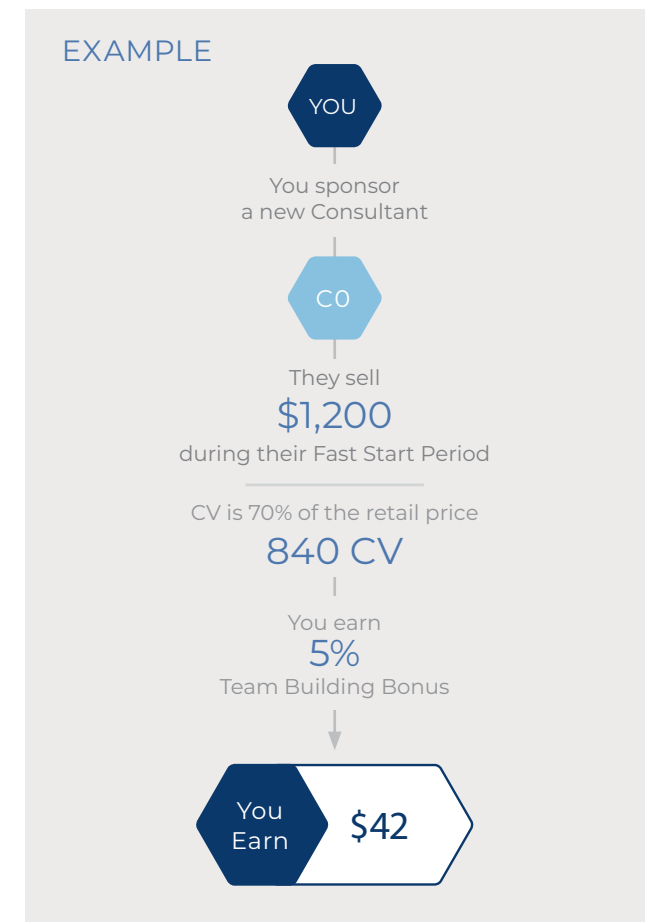 EXAMPLE
YOU
You sponsor
a new Consultant
C0
They sell
$1,200
during their Fast Start Period
CV is 70% of the retail price
840 CV
You earn
5%
Team Building Bonus
You
Earn
$42